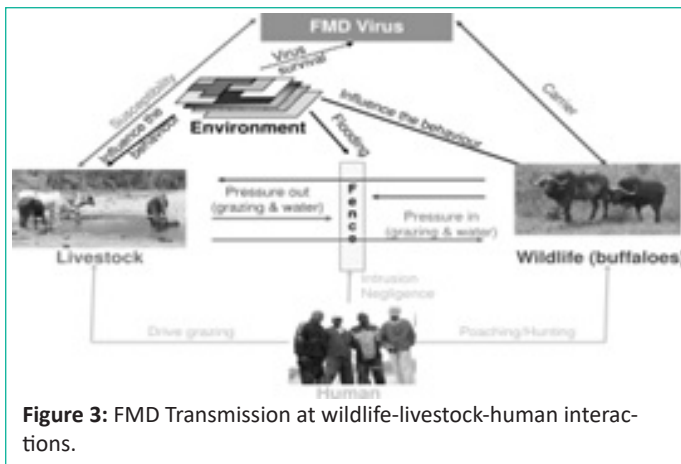 FMD Virus
Virus
survival
Susceptibility
Influence the
behaviour
Environment
Flooding
Influence the behaviour
Carrier
Fence
Pressure out
(grazing & water)
Pressure in
(grazing & water)
Livestock
Wildlife (buffaloes)
Intrusion
Negligence
Drive grazing
Poaching/Hunting
Human
Figure 3: FMD Transmission at wildlife-livestock-human interac-
tions.